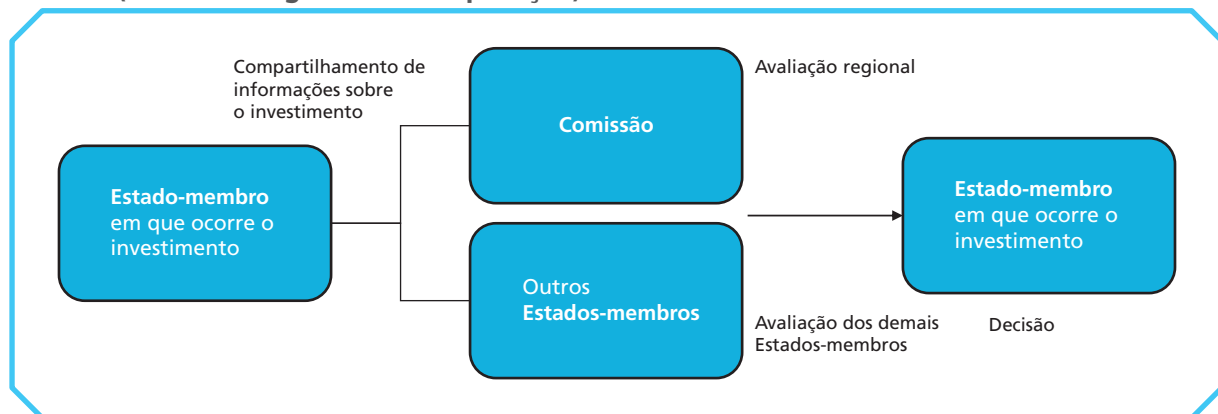 Compartilhamento de
informações sobre
o investimento
Avaliação regional
Comissão
Estado-membro
em que ocorre o
investimento
Estado-membro
em que ocorre o
investimento
Outros
Estados-membros
Avaliação dos demais
Estados-membros
Decisão